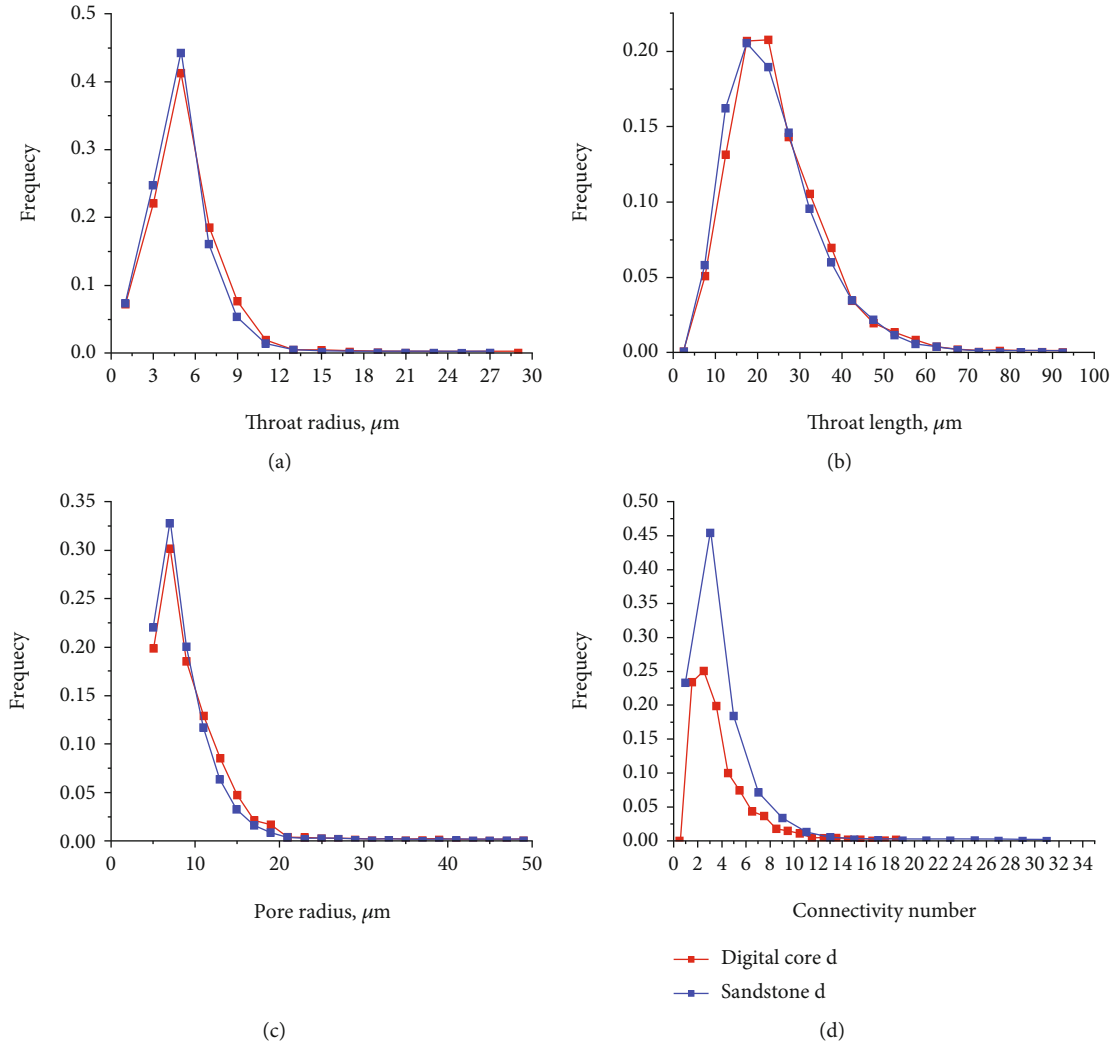 0.5
0.4
0.3
0.2
0.1
0.0
Frequecy
0 3 6 9 12 15 18 21 24 27 30
Throat radius, μm
(a)
0.20
0.15
0.10
0.05
0.00
Frequecy
0 10 20 30 40 50 60 70 80 90 100
Throat length, μm
(b)
0.35
0.30
0.25
0.20
0.15
0.10
0.05
0.00
Frequecy
0 10 20 30 40 50
Pore radius, μm
(c)
0.50
0.45
0.40
0.35
0.30
0.25
0.20
0.15
0.10
0.05
0.00
Frequecy
2 4 6 8 10 12 14 16 18 20 22 24 26 28 30 32 34
Connectivity number
Digital core d
Sandstone d
(d)